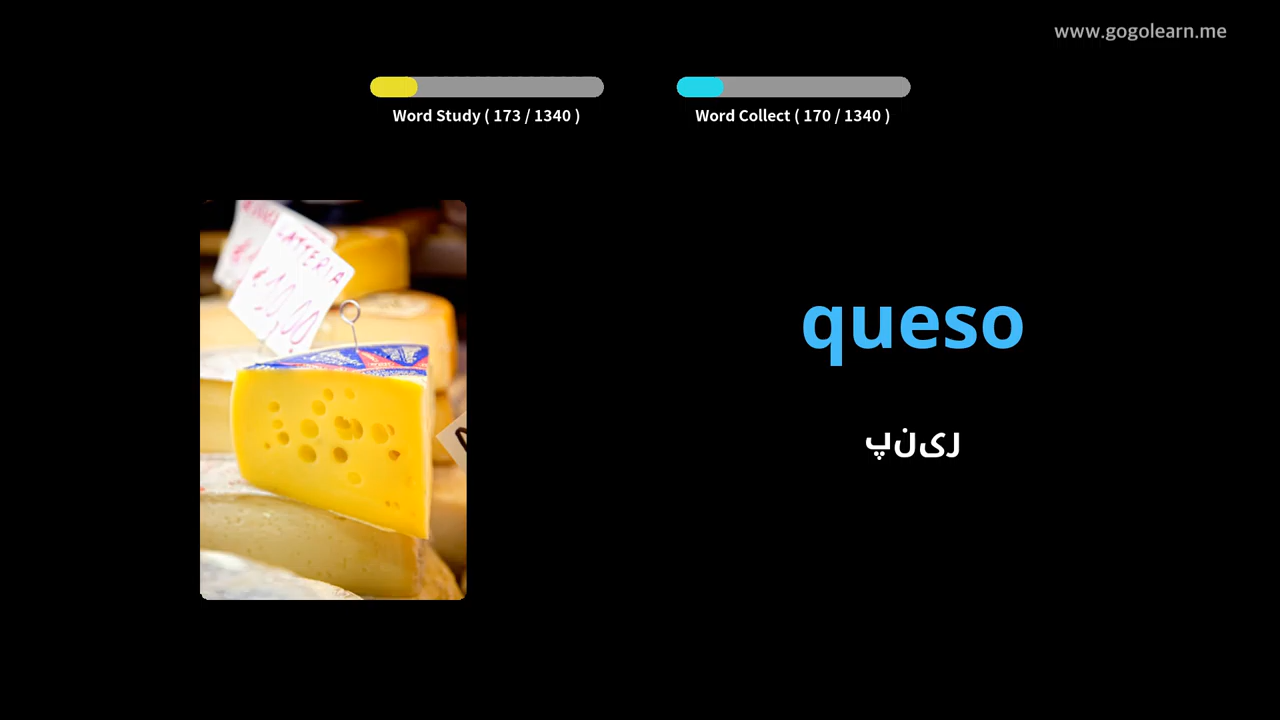 www.gogolearn.me
Word Study ( 173 / 1340 )
Word Collect ( 170 / 1340 )
LATTERIA
queso
پنیر